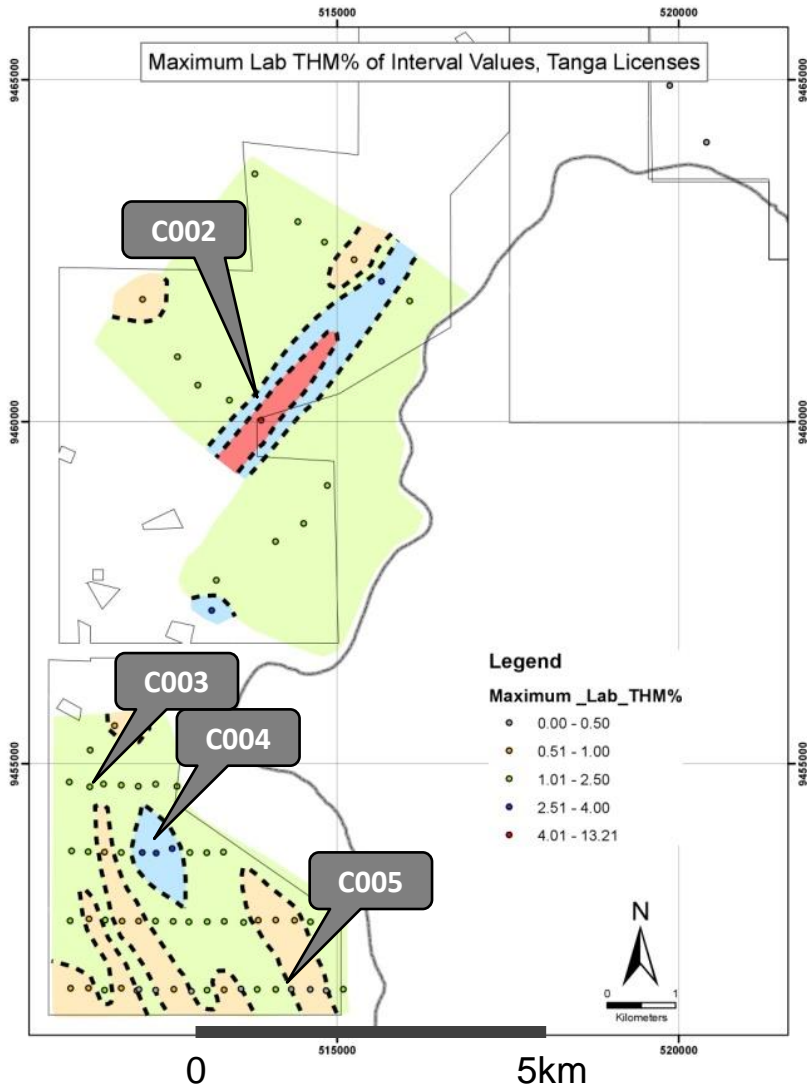 515000
520000
Maximum Lab THM% of Interval Values, Tanga Licenses
9465000
9465000
C002
9460000
9460000
C003
C004
Legend
Maximum _Lab_THM%
0.00 - 0.50
0.51 - 1.00
1.01 - 2.50
2.51 - 4.00
4.01 - 13.21
9455000
9455000
C005
N
0 1
Kilometers
515000
520000
0 5km